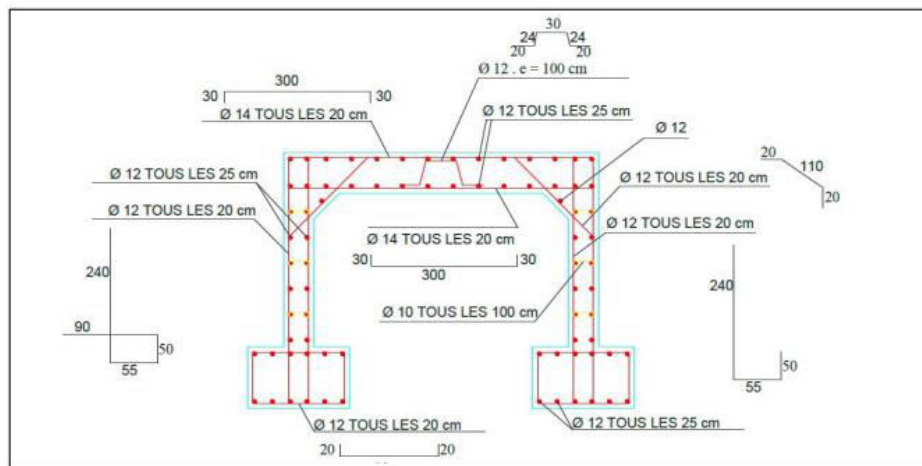 30
24 24
20 20
Ø 12 . e = 100 cm
300
30 30
Ø 14 TOUS LES 20 cm
Ø 12 TOUS LES 25 cm
Ø 12
20
110
20
Ø 12 TOUS LES 25 cm
Ø 12 TOUS LES 20 cm
Ø 12 TOUS LES 20 cm
Ø 12 TOUS LES 20 cm
Ø 14 TOUS LES 20 cm
30 30
300
240
240
Ø 10 TOUS LES 100 cm
90
50
55
50
55
Ø 12 TOUS LES 20 cm
Ø 12 TOUS LES 25 cm
20 20